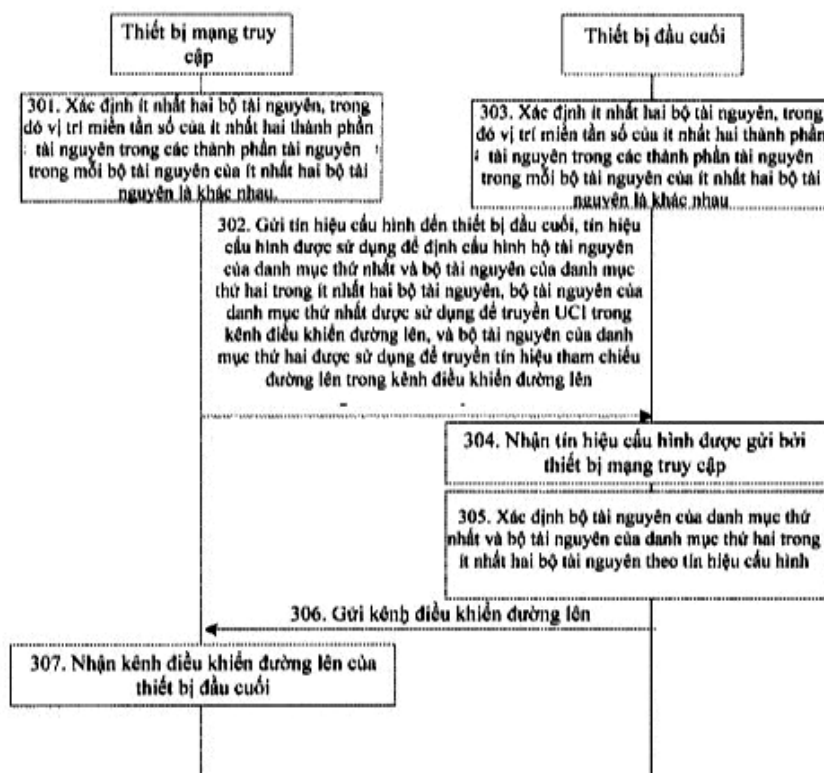 Thiết bị mạng truy
cập
Thiết bị đầu cuối
301. Xác định ít nhất hai bộ tài nguyên, trong
đó vị trí miền tần số của ít nhất hai thành phần
tài nguyên trong các thành phần tài nguyên
trong mỗi bộ tài nguyên của ít nhất hai bộ tài
nguyên là khác nhau.
303. Xác định ít nhất hai bộ tài nguyên, trong
đó vị trí miền tần số của ít nhất hai thành phần
tài nguyên trong các thành phần tài nguyên
trong mỗi bộ tài nguyên của ít nhất hai bộ tài
nguyên là khác nhau
302. Gửi tín hiệu cấu hình đến thiết bị đầu cuối, tín hiệu
cấu hình được sử dụng để định cấu hình bộ tài nguyên
của danh mục thứ nhất và bộ tài nguyên của danh mục
thứ hai trong ít nhất hai bộ tài nguyên, bộ tài nguyên của
danh mục thứ nhất được sử dụng để truyền UCI trong
kênh điều khiển đường lên, và bộ tài nguyên của danh
mục thứ hai được sử dụng để truyền tín hiệu tham chiếu
đường lên trong kênh điều khiển đường lên
304. Nhận tín hiệu cấu hình được gửi bởi
thiết bị mạng truy cập
305. Xác định bộ tài nguyên của danh mục thứ
nhất và bộ tài nguyên của danh mục thứ hai trong
ít nhất hai bộ tài nguyên theo tín hiệu cấu hình
306. Gửi kênh điều khiển đường lên
307. Nhận kênh điều khiển đường lên của
thiết bị đầu cuối